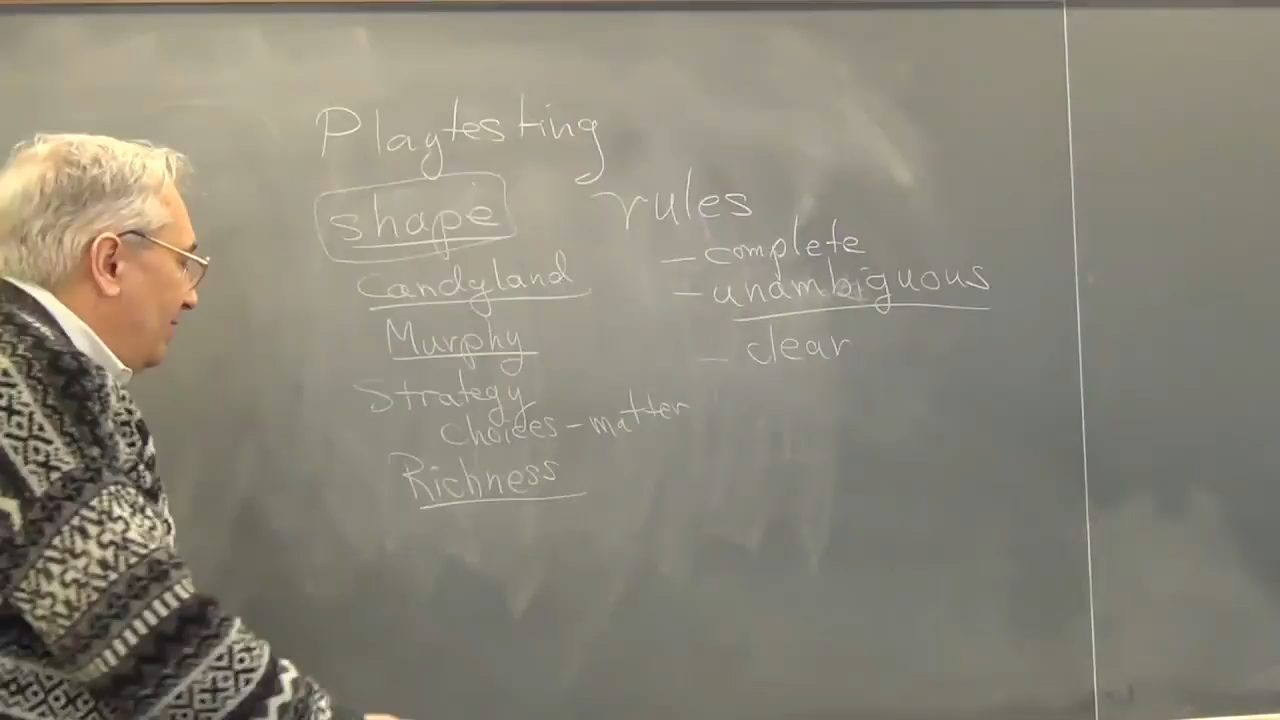 Playtesting
shape
Candyland
Murphy
Strategy
choices - matter
Richness
rules
- complete
- unambiguous
- clear